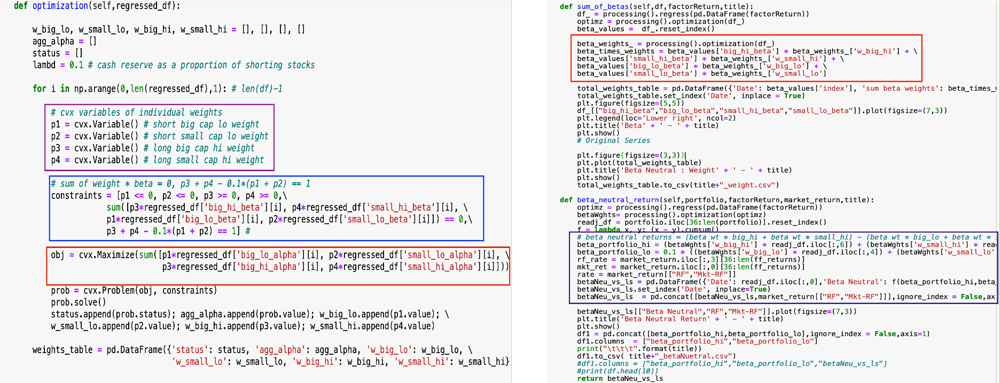 def optimization(self,regressed_df):
w_big_lo, w_small_lo, w_big_hi, w_small_hi = [], [], [], []
agg_alpha = []
status = []
lambd = 0.1 # cash reserve as a proportion of shorting stocks
for i in np.arange(0,len(regressed_df),1): # len(df)-1
# cvx variables of individual weights
p1 = cvx.Variable() # short big cap lo weight
p2 = cvx.Variable() # short small cap lo weight
p3 = cvx.Variable() # long big cap hi weight
p4 = cvx.Variable() # long small cap hi weight
# sum of weight * beta = 0, p3 + p4 - 0.1*(p1 + p2) == 1
constraints = [p1 <= 0, p2 <= 0, p3 >= 0, p4 >= 0,\
sum([p3*regressed_df['big_hi_beta'][i], p4*regressed_df['small_hi_beta'][i], \
p1*regressed_df['big_lo_beta'][i], p2*regressed_df['small_lo_beta'][i]]) == 0,\
p3 + p4 - 0.1*(p1 + p2) == 1] #
obj = cvx.Maximize(sum([p1*regressed_df['big_lo_alpha'][i], p2*regressed_df['small_lo_alpha'][i], \
p3*regressed_df['big_hi_alpha'][i], p4*regressed_df['small_hi_alpha'][i]]))
prob = cvx.Problem(obj, constraints)
prob.solve()
status.append(prob.status); agg_alpha.append(prob.value); w_big_lo.append(p1.value); \
w_small_lo.append(p2.value); w_big_hi.append(p3.value); w_small_hi.append(p4.value)
weights_table = pd.DataFrame({'status': status, 'agg_alpha': agg_alpha, 'w_big_lo': w_big_lo, \
'w_small_lo': w_small_lo, 'w_big_hi': w_big_hi, 'w_small_hi': w_small_hi}
def sum_of_betas(self,df,factorReturn,title):
df_ = processing().regress(pd.DataFrame(factorReturn))
optimz = processing().optimization(df_)
beta_values =  df_.reset_index()
beta_weights_ = processing().optimization(df_)
beta_times_weights = beta_values['big_hi_beta'] * beta_weights_['w_big_hi'] + \
beta_values['small_hi_beta'] * beta_weights_['w_small_hi'] + \
beta_values['big_lo_beta'] * beta_weights_['w_big_lo'] + \
beta_values['small_lo_beta'] * beta_weights_['w_small_lo']
total_weights_table = pd.DataFrame({'Date': beta_values['index'], 'sum beta weights': beta_times_w
total_weights_table.set_index('Date', inplace = True)
plt.figure(figsize=(5,5))
df_[["big_hi_beta","big_lo_beta","small_hi_beta","small_lo_beta"]].plot(figsize=(7,3))
plt.legend(loc='Lower right', ncol=2)
plt.title('Beta' + ' - ' + title)
plt.show()
# Original Series
plt.figure(figsize=(3,3))
plt.plot(total_weights_table)
plt.title('Beta Neutral : Weight' + ' - ' + title)
plt.show()
total_weights_table.to_csv(title+"_weight.csv")
def beta_neutral_return(self,portfolio,factorReturn,market_return,title):
optimz = processing().regress(pd.DataFrame(factorReturn))
betaWghts= processing().optimization(optimz)
readj_df = portfolio.iloc[36:len(portfolio)].reset_index()
f = lambda x, y: (x - y).cumsum()
# beta neutral returns = (beta wt * big_hi + beta wt * small_hi) - (beta wt * big_lo + beta wt *
beta_portfolio_hi = (betaWghts['w_big_hi'] * readj_df.iloc[:,6]) + (betaWghts['w_small_hi'] * rea
beta_portfolio_lo = 0.1 * ((betaWghts['w_big_lo'] * readj_df.iloc[:,4]) + (betaWghts['w_small_lo'
rf_rate = market_return.iloc[:,3][36:len(ff_returns)]
mkt_ret = market_return.iloc[:,0][36:len(ff_returns)]
rate = market_return[["RF","Mkt-RF"]]
betaNeu_vs_ls = pd.DataFrame({'Date': readj_df.iloc[:,0],'Beta Neutral': f(beta_portfolio_hi,beta_
betaNeu_vs_ls.set_index('Date', inplace=True)
betaNeu_vs_ls  = pd.concat([betaNeu_vs_ls,market_return[["RF","Mkt-RF"]]],ignore_index = False,ax
betaNeu_vs_ls[["Beta Neutral","RF","Mkt-RF"]].plot(figsize=(7,3))
plt.title('Beta Neutral Return' + ' - ' + title)
plt.show()
df1 = pd.concat([beta_portfolio_hi,beta_portfolio_lo],ignore_index = False,axis=1)
df1.columns  = ["beta_portfolio_hi","beta_portfolio_lo"]
print("\t\t\t".format(title))
df1.to_csv( title+"_betaNuetral.csv")
#df1.columns = ["beta_portfolio_hi","beta_portfolio_lo","betaNeu_vs_ls"]
#print(df.head(10))
return betaNeu_vs_ls